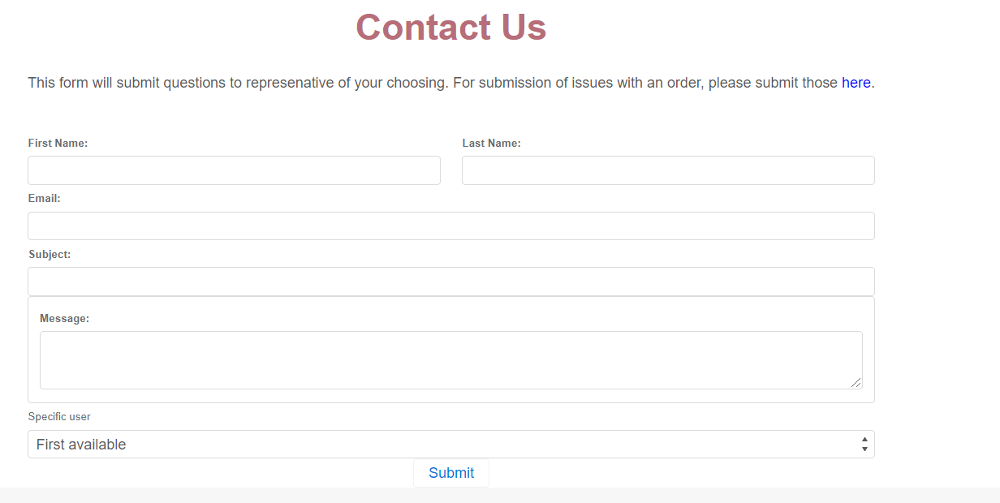 Contact Us
This form will submit questions to represenative of your choosing. For submission of issues with an order, please submit those here.
First Name:
Last Name:
Email:
Subject:
Message:
Specific user
First available
Submit